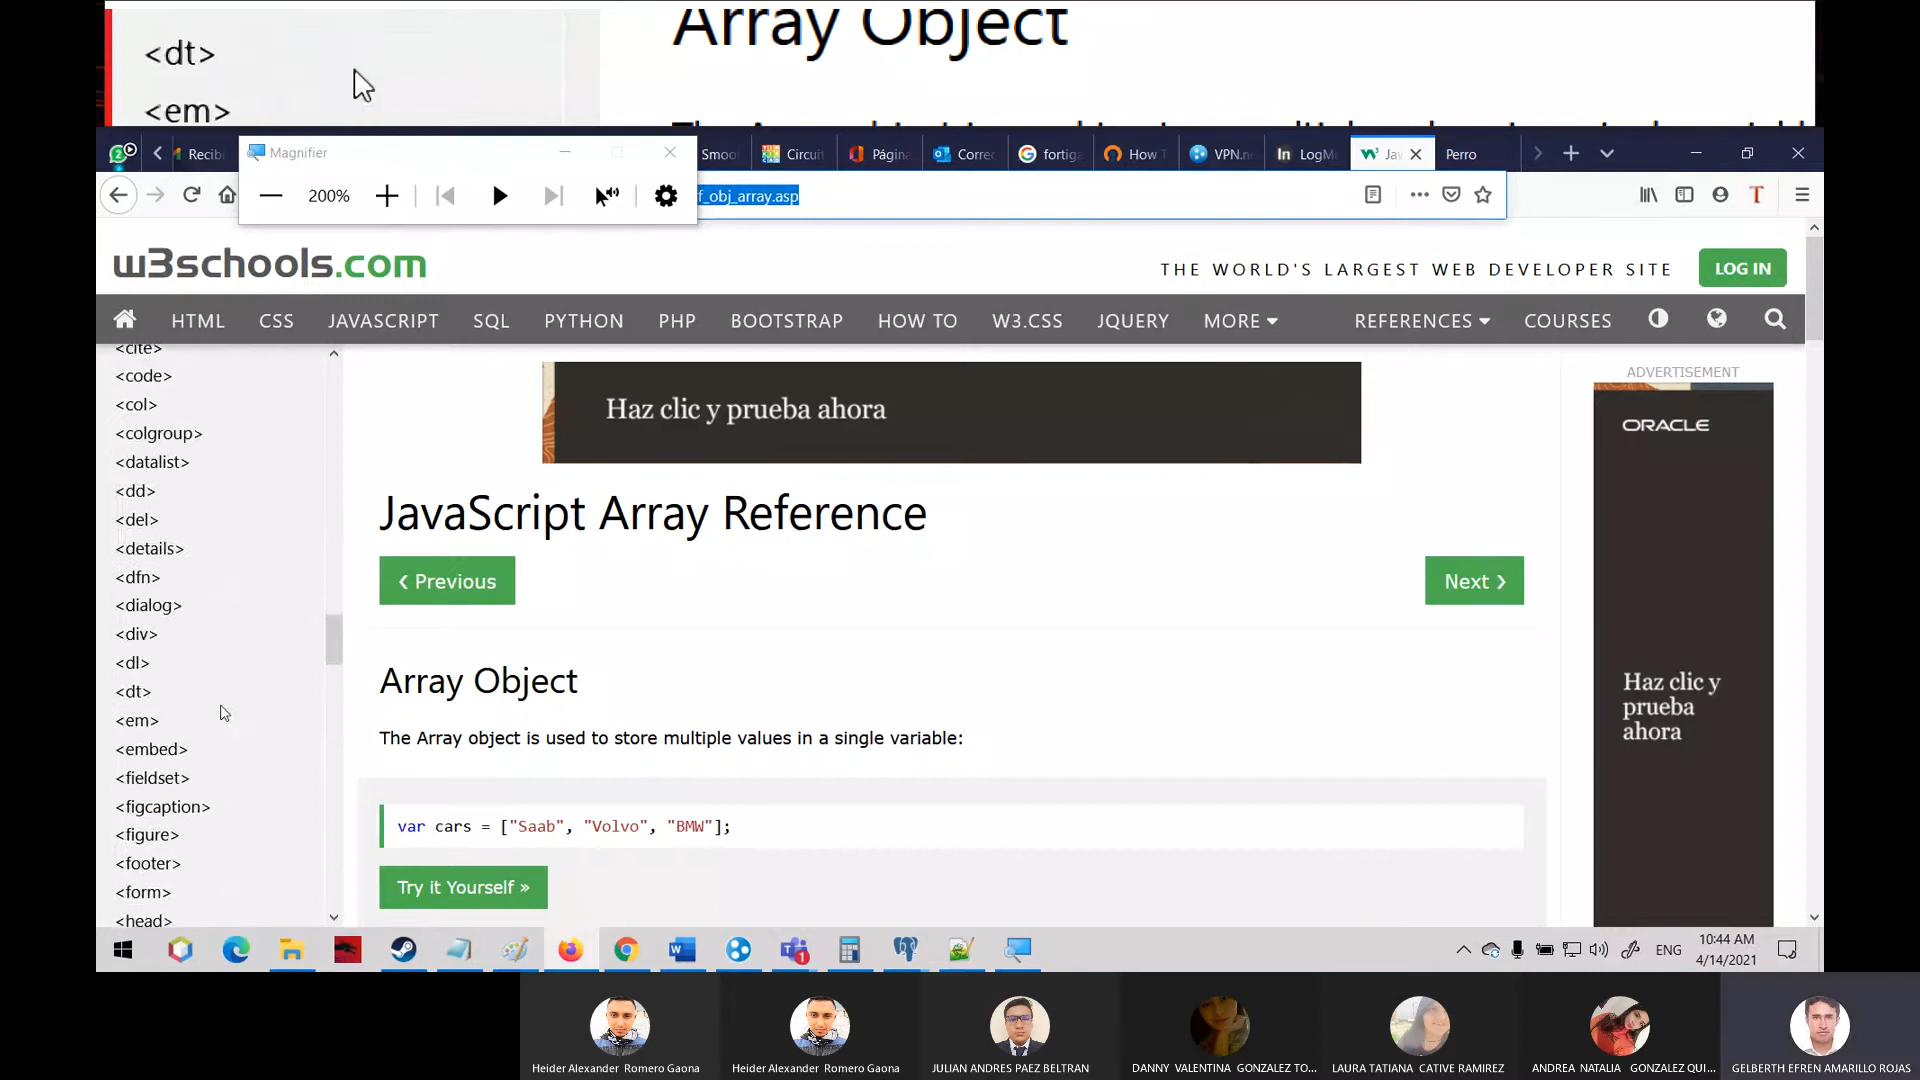 <dt>
<em>
Array Object
Recib
Magnifier
Smoo
Circuit
Página
Correo
fortiga
How T
VPN.n
LogMe
Jav
Perro
200%
f_obj_array.asp
w3schools.com
THE WORLD'S LARGEST WEB DEVELOPER SITE
LOG IN
HTML CSS JAVASCRIPT SQL PYTHON PHP BOOTSTRAP HOW TO W3.CSS JQUERY MORE REFERENCES COURSES
<cite>
<code>
<col>
<colgroup>
<datalist>
<dd>
<del>
<details>
<dfn>
<dialog>
<div>
<dl>
<dt>
<em>
<embed>
<fieldset>
<figcaption>
<figure>
<footer>
<form>
<head>
Haz clic y prueba ahora
JavaScript Array Reference
❮ Previous
Next ❯
Array Object
The Array object is used to store multiple values in a single variable:
var cars = ["Saab", "Volvo", "BMW"];
Try it Yourself »
ADVERTISEMENT
ORACLE
Haz clic y
prueba
ahora
ENG
10:44 AM
4/14/2021
Heider Alexander Romero Gaona
Heider Alexander Romero Gaona
JULIAN ANDRES PAEZ BELTRAN
DANNY VALENTINA GONZALEZ TO...
LAURA TATIANA CATIVE RAMIREZ
ANDREA NATALIA GONZALEZ QUI...
GELBERTH EFREN AMARILLO ROJAS